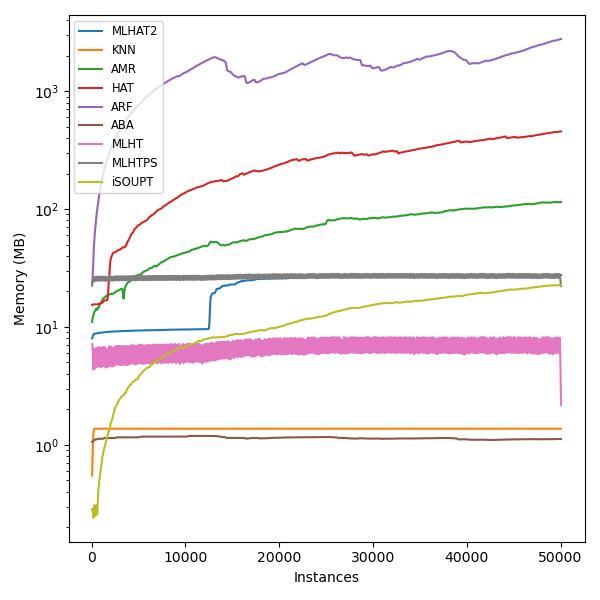 MLHAT2
KNN
AMR
HAT
ARF
ABA
MLHT
MLHTPS
iSOUPT
10³
10²
10¹
10⁰
Memory (MB)
0 10000 20000 30000 40000 50000
Instances